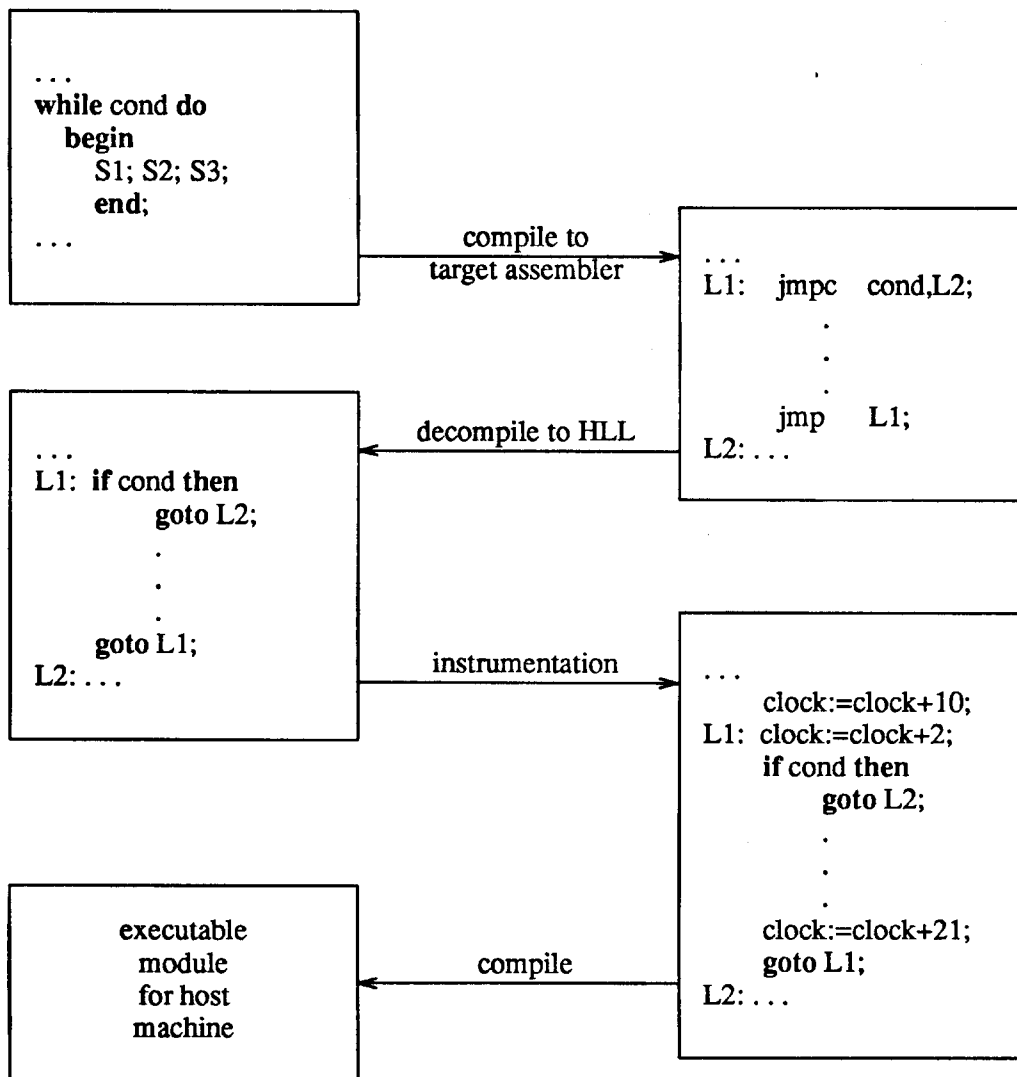 . . .
while cond do
begin
S1; S2; S3;
end;
. . .
compile to
target assembler
. . .
L1: jmpc cond,L2;
.
.
.
jmp L1;
L2: . . .
decompile to HLL
. . .
L1: if cond then
goto L2;
.
.
.
goto L1;
L2: . . .
instrumentation
. . .
clock:=clock+10;
L1: clock:=clock+2;
if cond then
goto L2;
.
.
.
clock:=clock+21;
goto L1;
L2: . . .
compile
executable
module
for host
machine